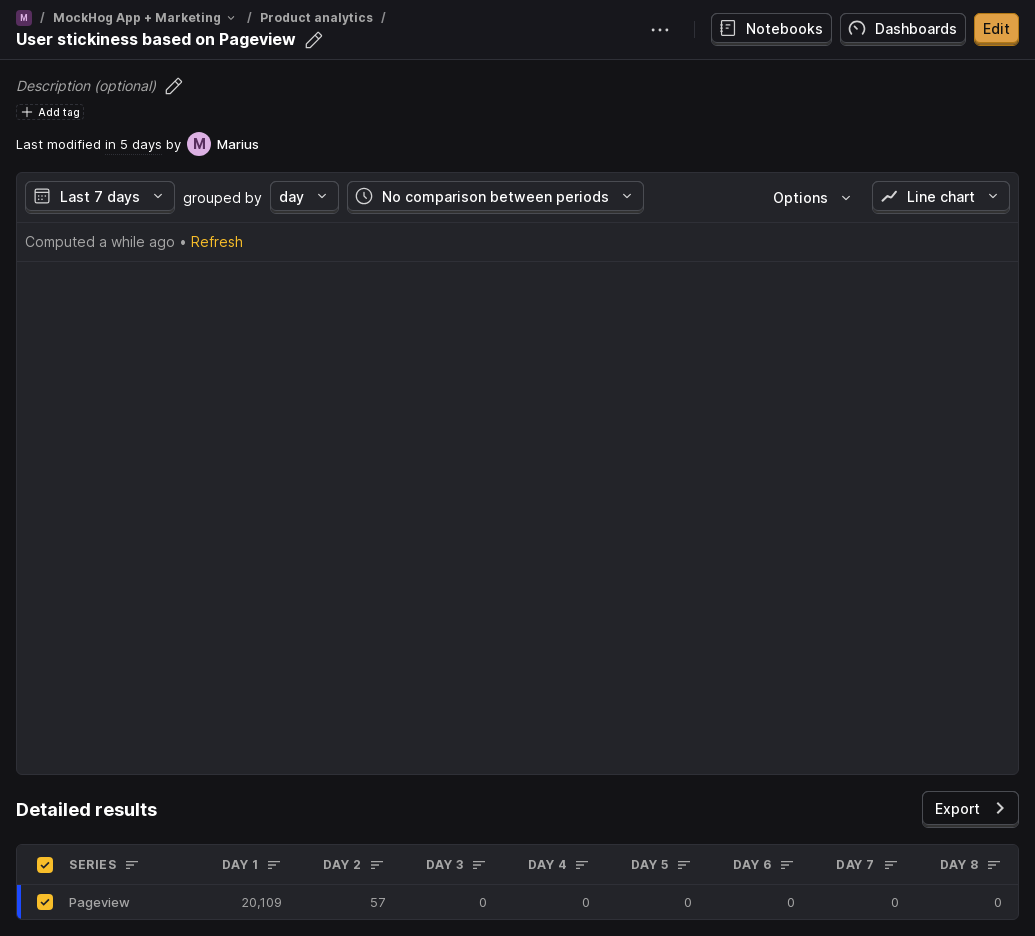 M / MockHog App + Marketing / Product analytics /
User stickiness based on Pageview
Notebooks Dashboards Edit
Description (optional)
Add tag
Last modified in 5 days by M Marius
Last 7 days grouped by day No comparison between periods Options Line chart
Computed a while ago • Refresh
Detailed results
Export
SERIES DAY 1 DAY 2 DAY 3 DAY 4 DAY 5 DAY 6 DAY 7 DAY 8
Pageview 20,109 57 0 0 0 0 0 0